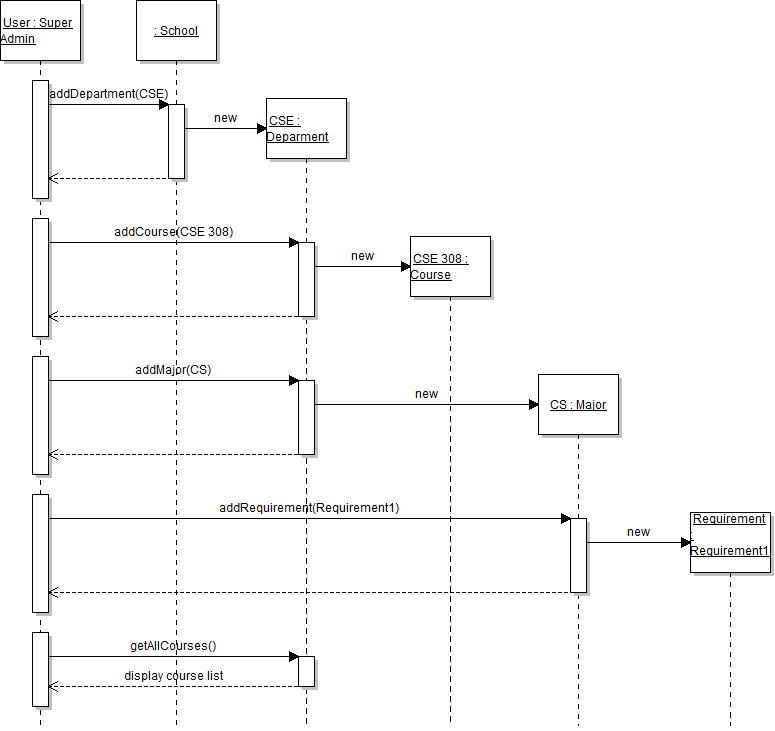 User : Super
Admin
: School
addDepartment(CSE)
new
CSE :
Deparment
addCourse(CSE 308)
new
CSE 308 :
Course
addMajor(CS)
new
CS : Major
addRequirement(Requirement1)
new
Requirement
:
Requirement1
getAllCourses()
display course list